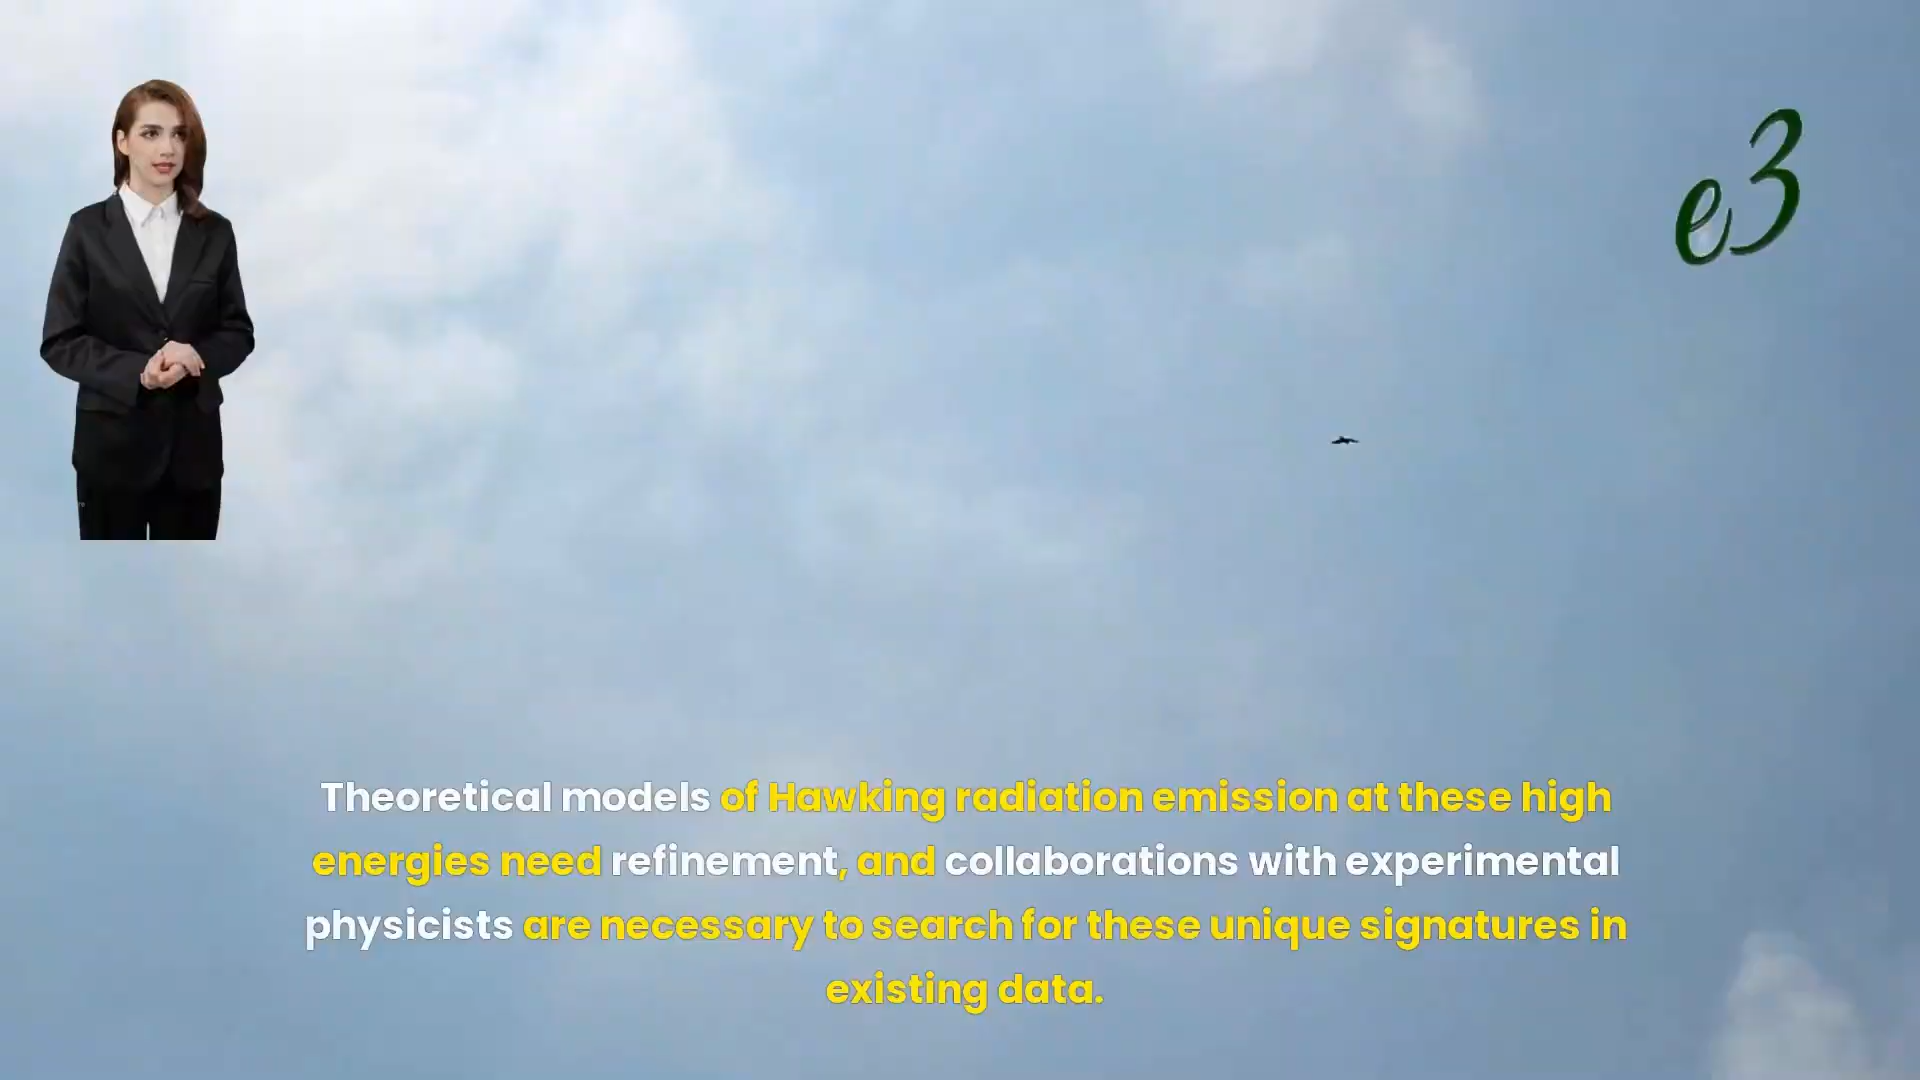 e3
Theoretical models of Hawking radiation emission at these high
energies need refinement, and collaborations with experimental
physicists are necessary to search for these unique signatures in
existing data.